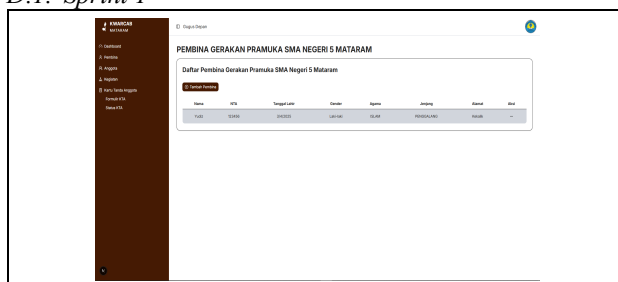 D.1. Sprint 1
KWARCAB
MATARAM
Dashboard
Pembina
Anggota
Kegiatan
Kartu Tanda Anggota
Formulir KTA
Status KTA
Gugus Depan
PEMBINA GERAKAN PRAMUKA SMA NEGERI 5 MATARAM
Daftar Pembina Gerakan Pramuka SMA Negeri 5 Mataram
Tambah Pembina
Nama NTA Tanggal Lahir Gender Agama Jenjang Alamat Aksi
Yudi Laki-laki ISLAM PENGGALANG